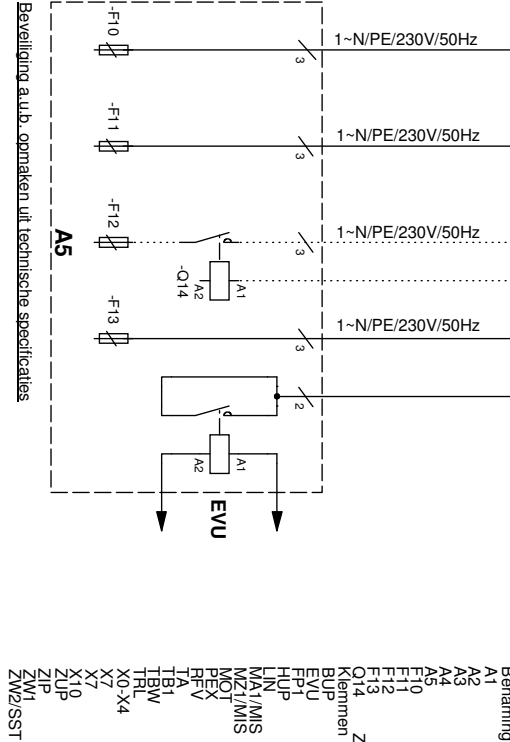 -F10
1~N/PE/230V/50Hz
3
-F11
1~N/PE/230V/50Hz
3
-F12
1~N/PE/230V/50Hz
3
-Q14
A2
A1
-F13
1~N/PE/230V/50Hz
3
2
A2
A1
A5
EVU
Beveiliging a.u.b. opmaken uit technische specificaties
Benaming
A1
A2
A3
A4
A5
F10
F11
F12
F13
Q14 Z
Klemmen
BUP
EVU
FP1
HUP
LIN
MA1/MIS
MZ1/MIS
MOT
PEX
RFV
TA
TB1
TBW
TRL
X0-X4
X7
X7
X10
ZUP
ZIP
ZW1
ZW2/SST